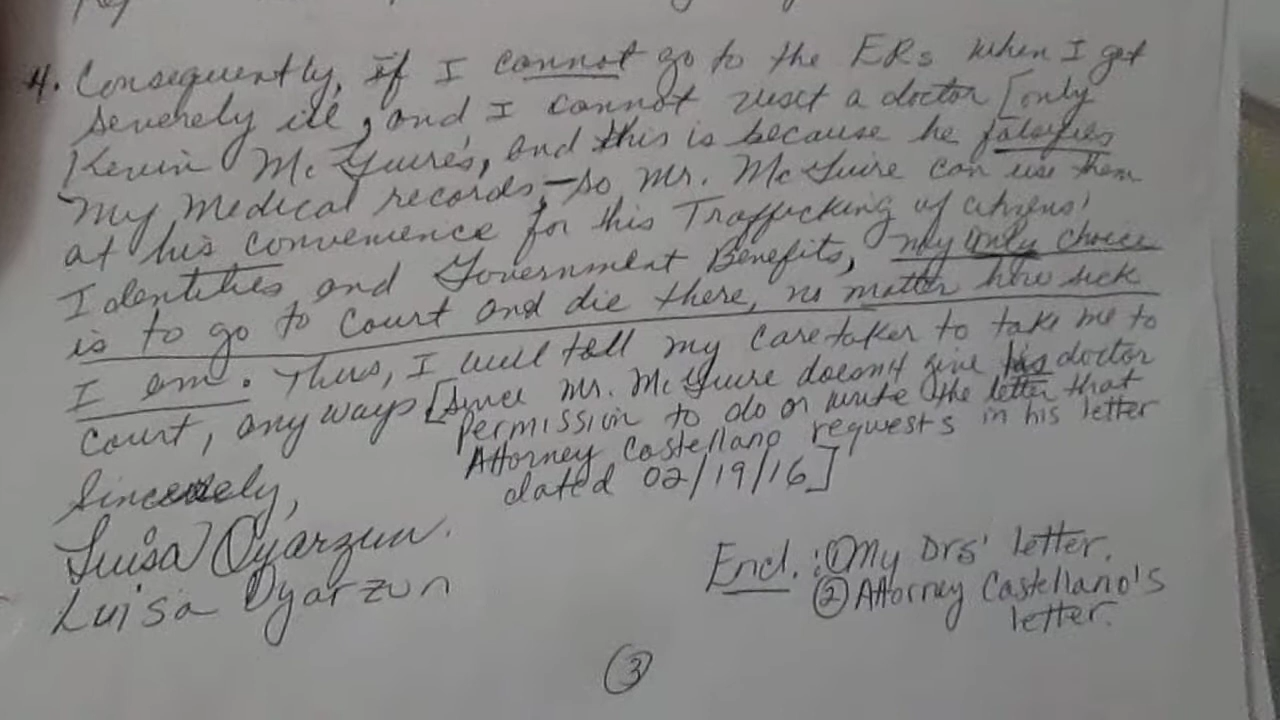 4. Consequently, If I cannot go to the ERs when I get
severely ill, and I cannot visit a doctor [only
Kevin McGuire's, and this is because he falsifies
My Medical records, - so Mr. McGuire can use them
at his convenience for this Trafficking of citizens'
Identities and Government Benefits, my only choice
is to go to Court and die there, no matter how sick
I am. Thus, I will tell my caretaker to take me to
court, any ways [Since Mr. McGuire doesn't give his doctor
Permission to do or write the letter that
Attorney Castellano requests in his letter
dated 02/19/16]
Sincerely,
Luisa Oyarzun.
Luisa Oyarzun
Encl.: ① My Drs' letter.
② Attorney Castellano's
letter.
③